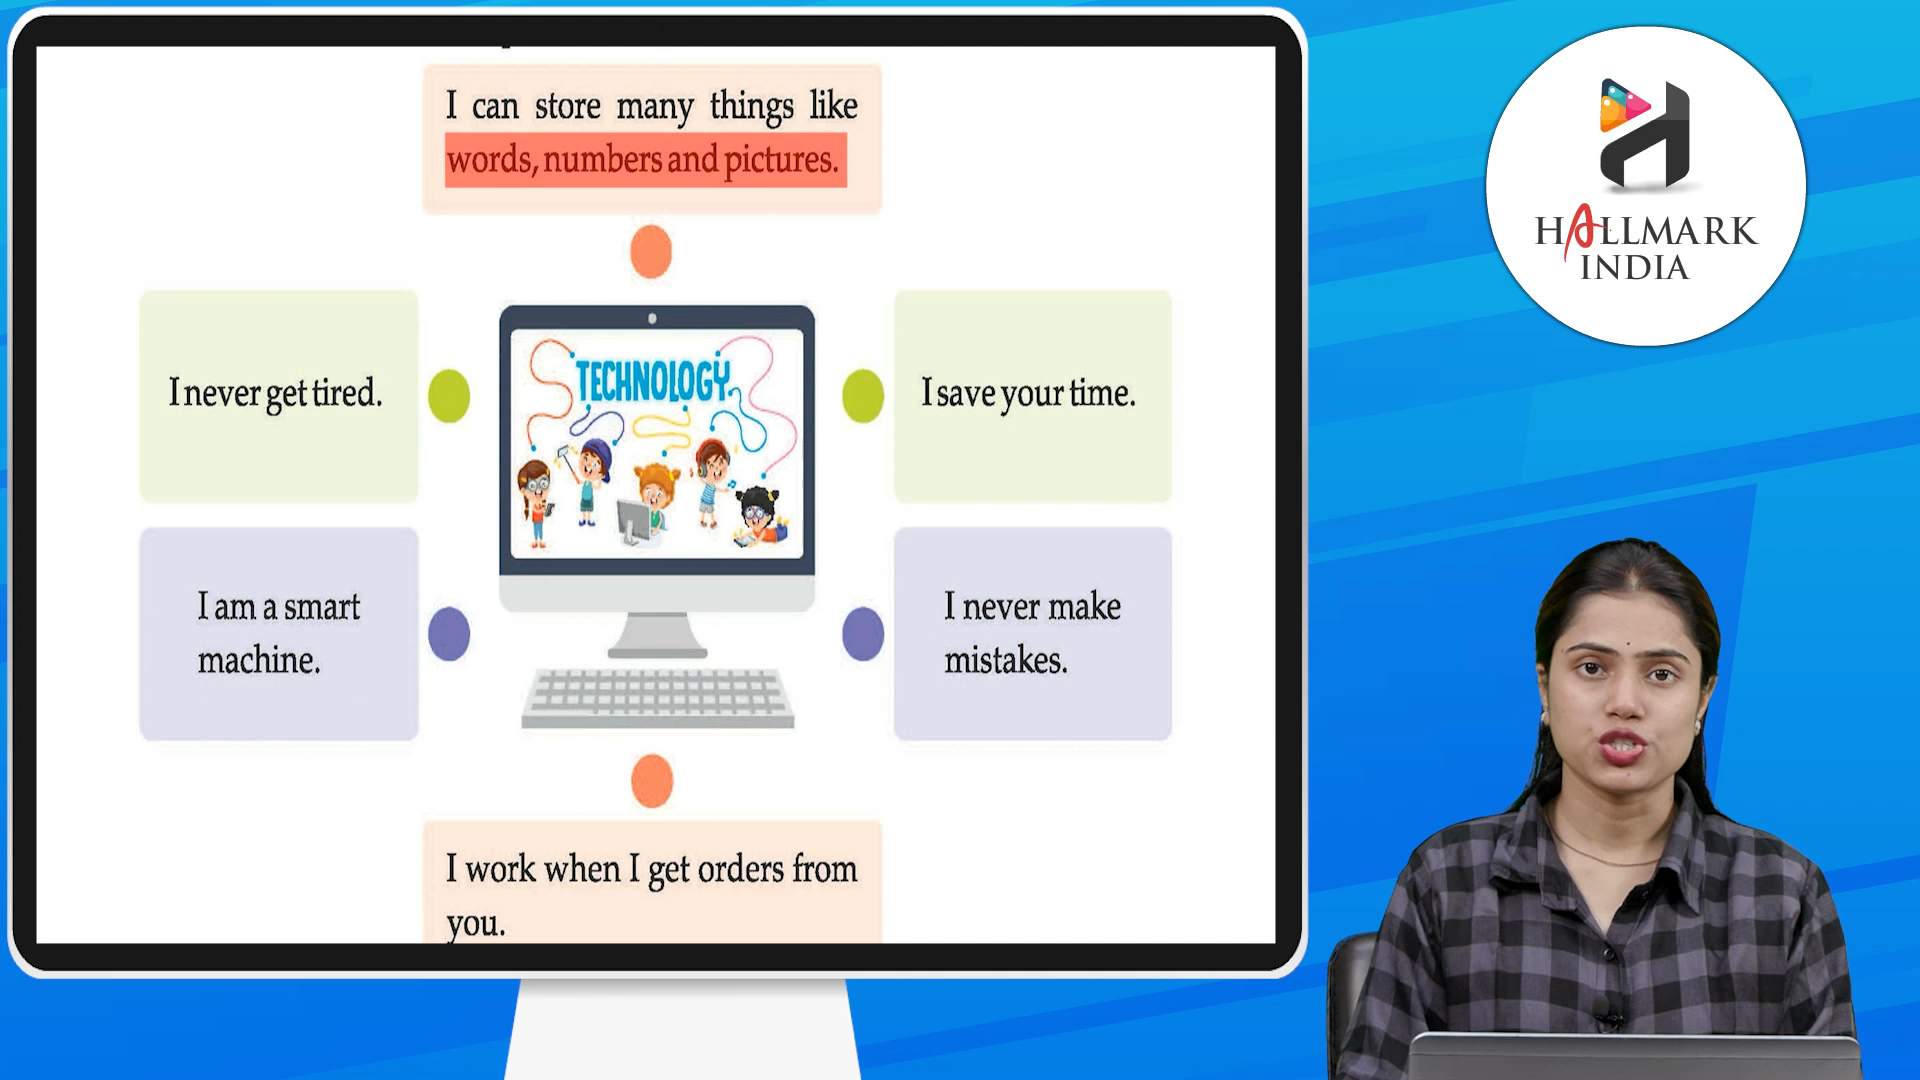 I can store many things like
words, numbers and pictures.
I never get tired.
TECHNOLOGY
I save your time.
I am a smart
machine.
I never make
mistakes.
I work when I get orders from
you.
HALLMARK
INDIA